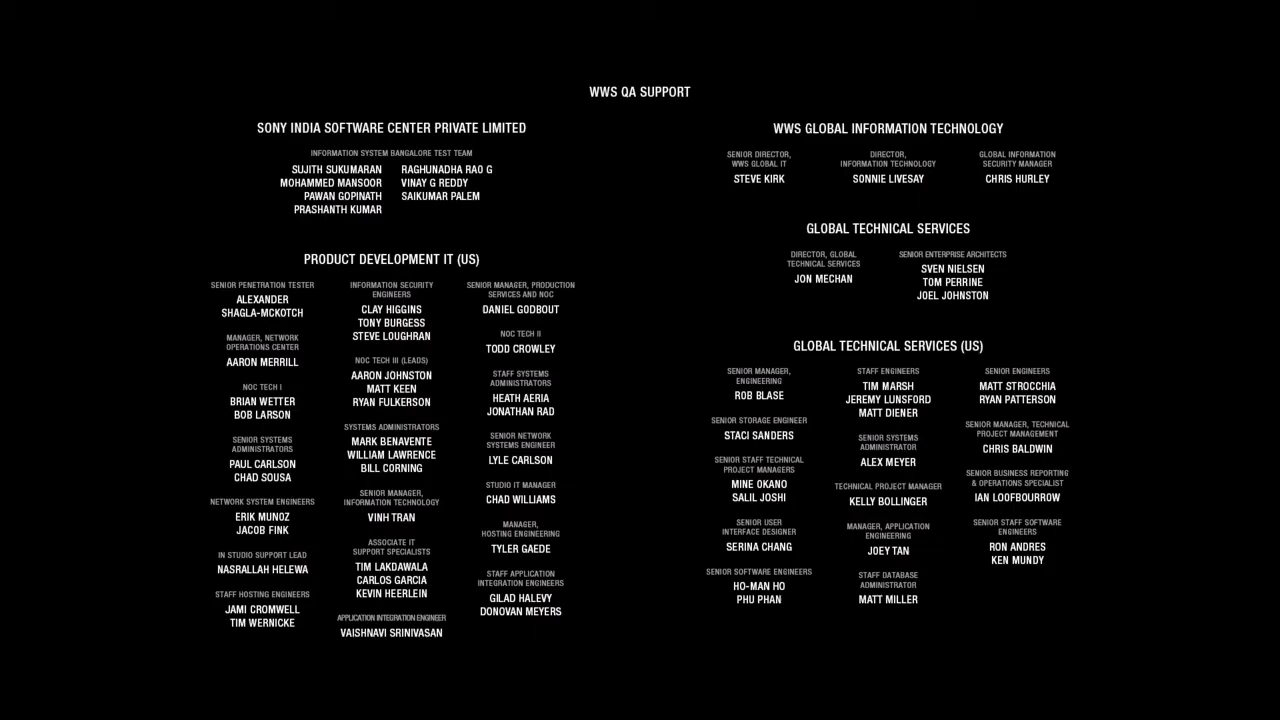 WWS QA SUPPORT
SONY INDIA SOFTWARE CENTER PRIVATE LIMITED
INFORMATION SYSTEM BANGALORE TEST TEAM
SUJITH SUKUMARAN
MOHAMMED MANSOOR
PAWAN GOPINATH
PRASHANTH KUMAR
RAGHUNADHA RAO G
VINAY G REDDY
SAIKUMAR PALEM
PRODUCT DEVELOPMENT IT (US)
SENIOR PENETRATION TESTER
ALEXANDER
SHAGLA-MCKOTCH
MANAGER, NETWORK
OPERATIONS CENTER
AARON MERRILL
NOC TECH I
BRIAN WETTER
BOB LARSON
SENIOR SYSTEMS
ADMINISTRATORS
PAUL CARLSON
CHAD SOUSA
NETWORK SYSTEM ENGINEERS
ERIK MUNOZ
JACOB FINK
IN STUDIO SUPPORT LEAD
NASRALLAH HELEWA
STAFF HOSTING ENGINEERS
JAMI CROMWELL
TIM WERNICKE
INFORMATION SECURITY
ENGINEERS
CLAY HIGGINS
TONY BURGESS
STEVE LOUGHRAN
NOC TECH III (LEADS)
AARON JOHNSTON
MATT KEEN
RYAN FULKERSON
SYSTEMS ADMINISTRATORS
MARK BENAVENTE
WILLIAM LAWRENCE
BILL CORNING
SENIOR MANAGER,
INFORMATION TECHNOLOGY
VINH TRAN
ASSOCIATE IT
SUPPORT SPECIALISTS
TIM LAKDAWALA
CARLOS GARCIA
KEVIN HEERLEIN
APPLICATION INTEGRATION ENGINEER
VAISHNAVI SRINIVASAN
SENIOR MANAGER, PRODUCTION
SERVICES AND NOC
DANIEL GODBOUT
NOC TECH II
TODD CROWLEY
STAFF SYSTEMS
ADMINISTRATORS
HEATH AERIA
JONATHAN RAD
SENIOR NETWORK
SYSTEMS ENGINEER
LYLE CARLSON
STUDIO IT MANAGER
CHAD WILLIAMS
MANAGER,
HOSTING ENGINEERING
TYLER GAEDE
STAFF APPLICATION
INTEGRATION ENGINEERS
GILAD HALEVY
DONOVAN MEYERS
WWS GLOBAL INFORMATION TECHNOLOGY
SENIOR DIRECTOR,
WWS GLOBAL IT
STEVE KIRK
DIRECTOR,
INFORMATION TECHNOLOGY
SONNIE LIVESAY
GLOBAL INFORMATION
SECURITY MANAGER
CHRIS HURLEY
GLOBAL TECHNICAL SERVICES
DIRECTOR, GLOBAL
TECHNICAL SERVICES
JON MECHAN
SENIOR ENTERPRISE ARCHITECTS
SVEN NIELSEN
TOM PERRINE
JOEL JOHNSTON
GLOBAL TECHNICAL SERVICES (US)
SENIOR MANAGER,
ENGINEERING
ROB BLASE
SENIOR STORAGE ENGINEER
STACI SANDERS
SENIOR STAFF TECHNICAL
PROJECT MANAGERS
MINE OKANO
SALIL JOSHI
SENIOR USER
INTERFACE DESIGNER
SERINA CHANG
SENIOR SOFTWARE ENGINEERS
HO-MAN HO
PHU PHAN
STAFF ENGINEERS
TIM MARSH
JEREMY LUNSFORD
MATT DIENER
SENIOR SYSTEMS
ADMINISTRATOR
ALEX MEYER
TECHNICAL PROJECT MANAGER
KELLY BOLLINGER
MANAGER, APPLICATION
ENGINEERING
JOEY TAN
STAFF DATABASE
ADMINISTRATOR
MATT MILLER
SENIOR ENGINEERS
MATT STROCCHIA
RYAN PATTERSON
SENIOR MANAGER, TECHNICAL
PROJECT MANAGEMENT
CHRIS BALDWIN
SENIOR BUSINESS REPORTING
& OPERATIONS SPECIALIST
IAN LOOFBOURROW
SENIOR STAFF SOFTWARE
ENGINEERS
RON ANDRES
KEN MUNDY